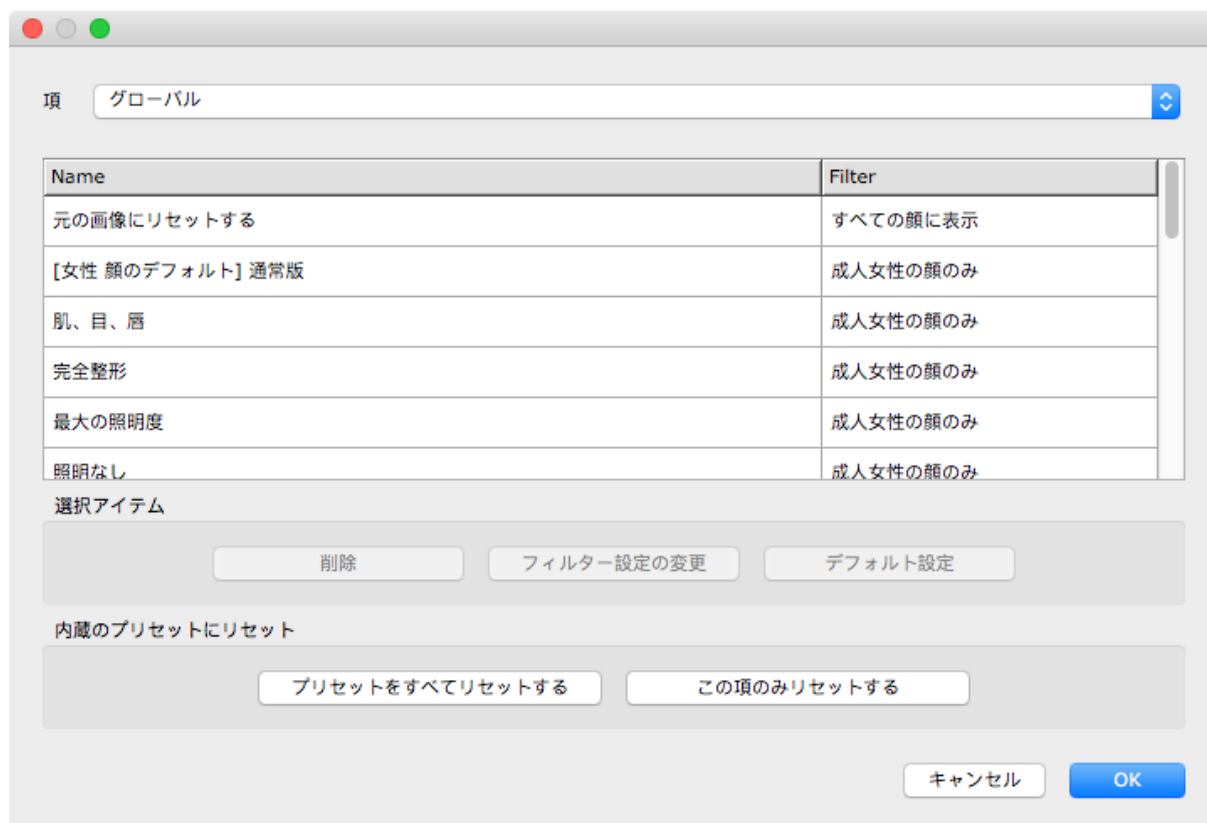 項 グローバル
Name Filter
元の画像にリセットする すべての顔に表示
[女性 顔のデフォルト] 通常版 成人女性の顔のみ
肌、目、唇 成人女性の顔のみ
完全整形 成人女性の顔のみ
最大の照明度 成人女性の顔のみ
照明なし 成人女性の顔のみ
選択アイテム
削除 フィルター設定の変更 デフォルト設定
内蔵のプリセットにリセット
プリセットをすべてリセットする この項のみリセットする
キャンセル OK